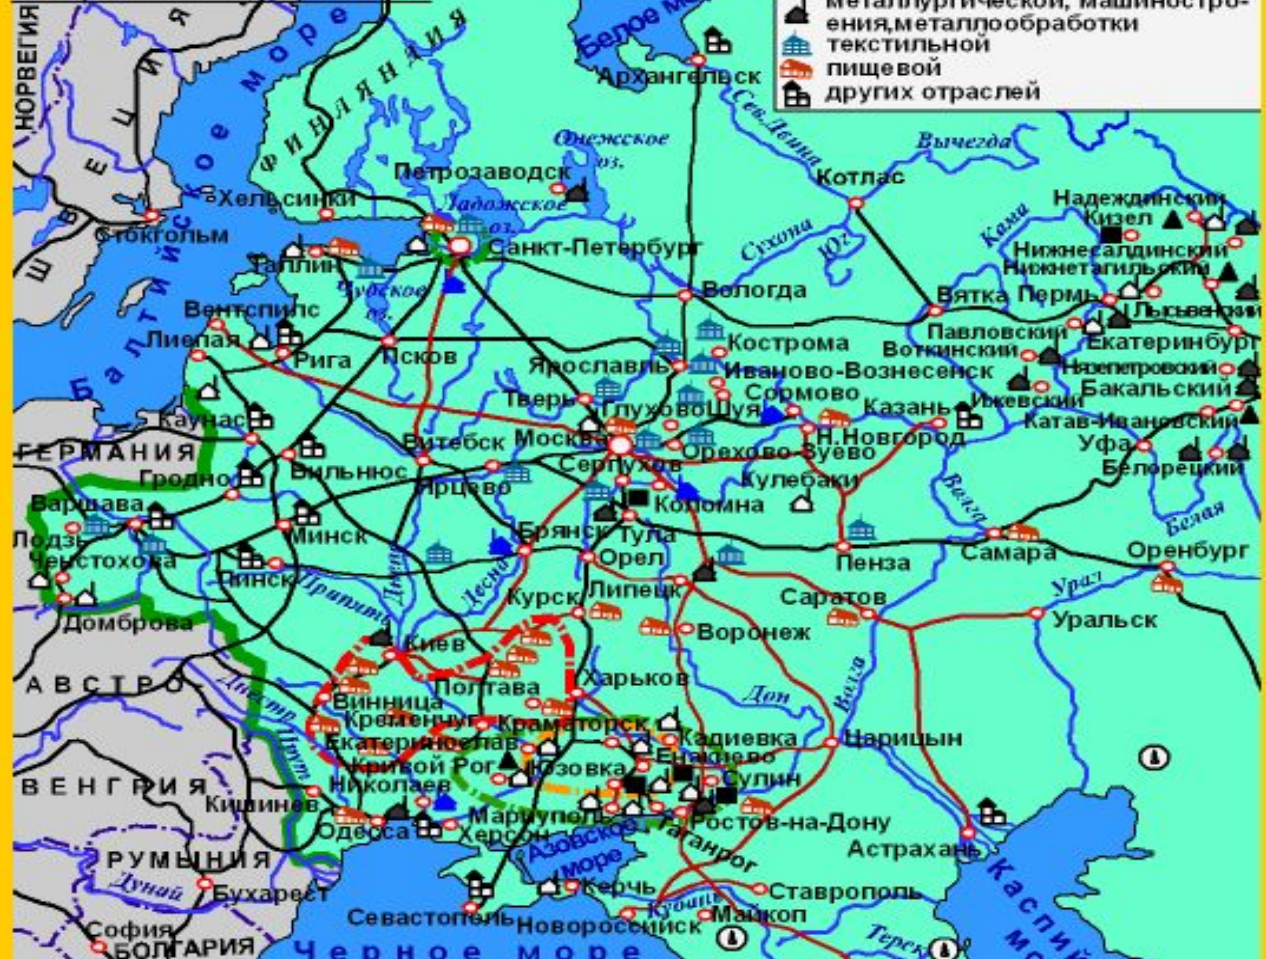 металлургической, машиностро-
ения,металлообработки
текстильной
пищевой
других отраслей
НОРВЕГИЯ
ШВЕЦИЯ
ФИНЛЯНДИЯ
Балтийское море
Белое мо
Архангельск
Сев.Двина
Вычегда
Онежское
оз.
Петрозаводск
Котлас
Хельсинки
Ладожское
оз.
Надеждинский
Кизел
Стокгольм
Санкт-Петербург
Сухона
Юг
Кама
Нижнесалдинский
Таллин
Нижнетагильский
Чудское
оз.
Вологда
Вятка
Пермь
Лысьвенский
Вентспилс
Павловский
Лиепая
Рига
Псков
Кострома
Воткинский
Екатеринбург
Ярославль
Иваново-Вознесенск
Нязепетровский
Тверь
Глухово
Шуя
Сормово
Казань
Ижевский
Бакальский
Каунас
Катав-Ивановский
Витебск
Москва
Н.Новгород
Уфа
ГЕРМАНИЯ
Орехово-Зуево
Белорецкий
Гродно
Вильнюс
Ярцево
Серпухов
Кулебаки
Варшава
Коломна
Волга
Белая
Лодзь
Минск
Брянск
Тула
Ченстохова
Орел
Пенза
Самара
Оренбург
Пинск
Припять
Днепр
Десна
Курск
Липецк
Саратов
Урал
Домброва
Киев
Воронеж
Уральск
АВСТРО-
Днестр
Полтава
Харьков
Дон
Волга
Винница
Кременчуг
Краматорск
Прут
Екатеринослав
Кадиевка
Царицын
Кривой Рог
Юзовка
Енакиево
Сулин
ВЕНГРИЯ
Николаев
Кишинев
Мариуполь
Одесса
Херсон
Ростов-на-Дону
Таганрог
Астрахань
РУМЫНИЯ
Азовское
море
Дунай
Бухарест
Керчь
Ставрополь
Севастополь
Новороссийск
Кубань
Майкоп
София
БОЛГАРИЯ
Черное море
Терек
Каспий
мо